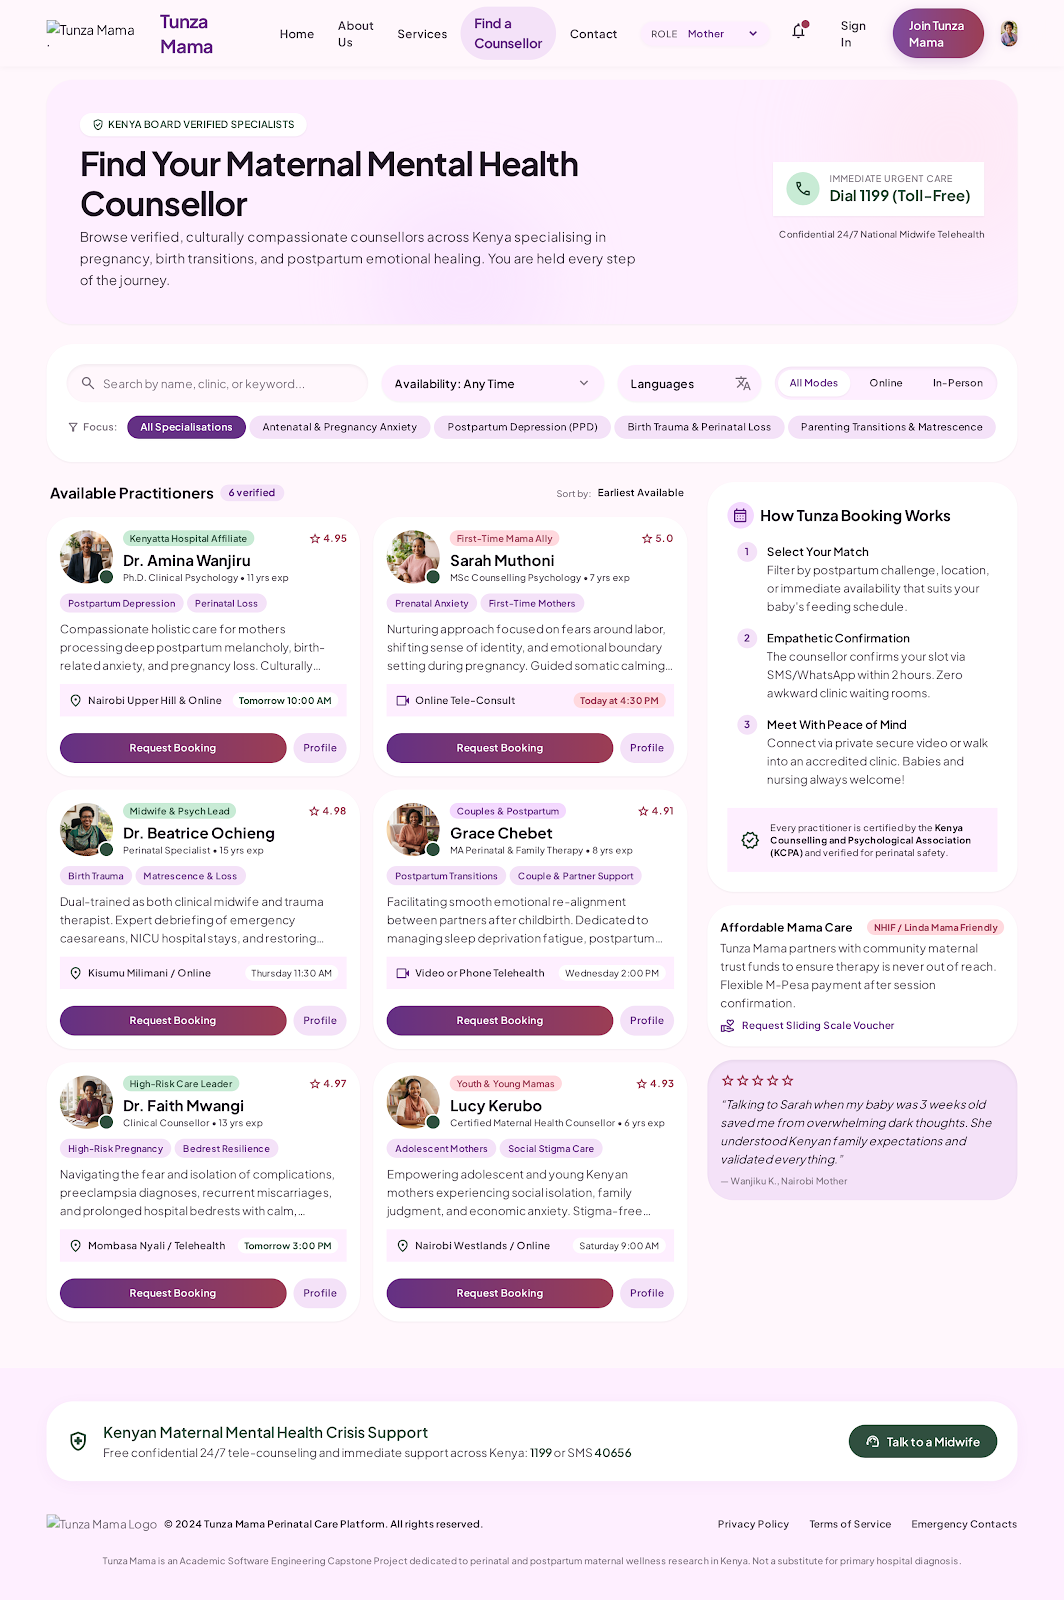 Tunza Mama
.
Tunza
Mama
Home
About
Us
Services
Find a
Counsellor
Contact
ROLE Mother
Sign
In
Join Tunza
Mama
KENYA BOARD VERIFIED SPECIALISTS
Find Your Maternal Mental Health
Counsellor
Browse verified, culturally compassionate counsellors across Kenya specialising in
pregnancy, birth transitions, and postpartum emotional healing. You are held every step
of the journey.
IMMEDIATE URGENT CARE
Dial 1199 (Toll-Free)
Confidential 24/7 National Midwife Telehealth
Search by name, clinic, or keyword...
Availability: Any Time
Languages
All Modes
Online
In-Person
Focus:
All Specialisations
Antenatal & Pregnancy Anxiety
Postpartum Depression (PPD)
Birth Trauma & Perinatal Loss
Parenting Transitions & Matrescence
Available Practitioners
6 verified
Sort by: Earliest Available
Kenyatta Hospital Affiliate
4.95
Dr. Amina Wanjiru
Ph.D. Clinical Psychology • 11 yrs exp
Postpartum Depression
Perinatal Loss
Compassionate holistic care for mothers
processing deep postpartum melancholy, birth-
related anxiety, and pregnancy loss. Culturally...
Nairobi Upper Hill & Online
Tomorrow 10:00 AM
Request Booking
Profile
First-Time Mama Ally
5.0
Sarah Muthoni
MSc Counselling Psychology • 7 yrs exp
Prenatal Anxiety
First-Time Mothers
Nurturing approach focused on fears around labor,
shifting sense of identity, and emotional boundary
setting during pregnancy. Guided somatic calming...
Online Tele-Consult
Today at 4:30 PM
Request Booking
Profile
Midwife & Psych Lead
4.98
Dr. Beatrice Ochieng
Perinatal Specialist • 15 yrs exp
Birth Trauma
Matrescence & Loss
Dual-trained as both clinical midwife and trauma
therapist. Expert debriefing of emergency
caesareans, NICU hospital stays, and restoring...
Kisumu Milimani / Online
Thursday 11:30 AM
Request Booking
Profile
Couples & Postpartum
4.91
Grace Chebet
MA Perinatal & Family Therapy • 8 yrs exp
Postpartum Transitions
Couple & Partner Support
Facilitating smooth emotional re-alignment
between partners after childbirth. Dedicated to
managing sleep deprivation fatigue, postpartum...
Video or Phone Telehealth
Wednesday 2:00 PM
Request Booking
Profile
High-Risk Care Leader
4.97
Dr. Faith Mwangi
Clinical Counsellor • 13 yrs exp
High-Risk Pregnancy
Bedrest Resilience
Navigating the fear and isolation of complications,
preeclampsia diagnoses, recurrent miscarriages,
and prolonged hospital bedrests with calm,...
Mombasa Nyali / Telehealth
Tomorrow 3:00 PM
Request Booking
Profile
Youth & Young Mamas
4.93
Lucy Kerubo
Certified Maternal Health Counsellor • 6 yrs exp
Adolescent Mothers
Social Stigma Care
Empowering adolescent and young Kenyan
mothers experiencing social isolation, family
judgment, and economic anxiety. Stigma-free...
Nairobi Westlands / Online
Saturday 9:00 AM
Request Booking
Profile
How Tunza Booking Works
1
Select Your Match
Filter by postpartum challenge, location,
or immediate availability that suits your
baby's feeding schedule.
2
Empathetic Confirmation
The counsellor confirms your slot via
SMS/WhatsApp within 2 hours. Zero
awkward clinic waiting rooms.
3
Meet With Peace of Mind
Connect via private secure video or walk
into an accredited clinic. Babies and
nursing always welcome!
Every practitioner is certified by the Kenya
Counselling and Psychological Association
(KCPA) and verified for perinatal safety.
Affordable Mama Care
NHIF / Linda Mama Friendly
Tunza Mama partners with community maternal
trust funds to ensure therapy is never out of reach.
Flexible M-Pesa payment after session
confirmation.
Request Sliding Scale Voucher
"Talking to Sarah when my baby was 3 weeks old
saved me from overwhelming dark thoughts. She
understood Kenyan family expectations and
validated everything."
— Wanjiku K., Nairobi Mother
Kenyan Maternal Mental Health Crisis Support
Free confidential 24/7 tele-counseling and immediate support across Kenya: 1199 or SMS 40656
Talk to a Midwife
Tunza Mama Logo
© 2024 Tunza Mama Perinatal Care Platform. All rights reserved.
Privacy Policy
Terms of Service
Emergency Contacts
Tunza Mama is an Academic Software Engineering Capstone Project dedicated to perinatal and postpartum maternal wellness research in Kenya. Not a substitute for primary hospital diagnosis.